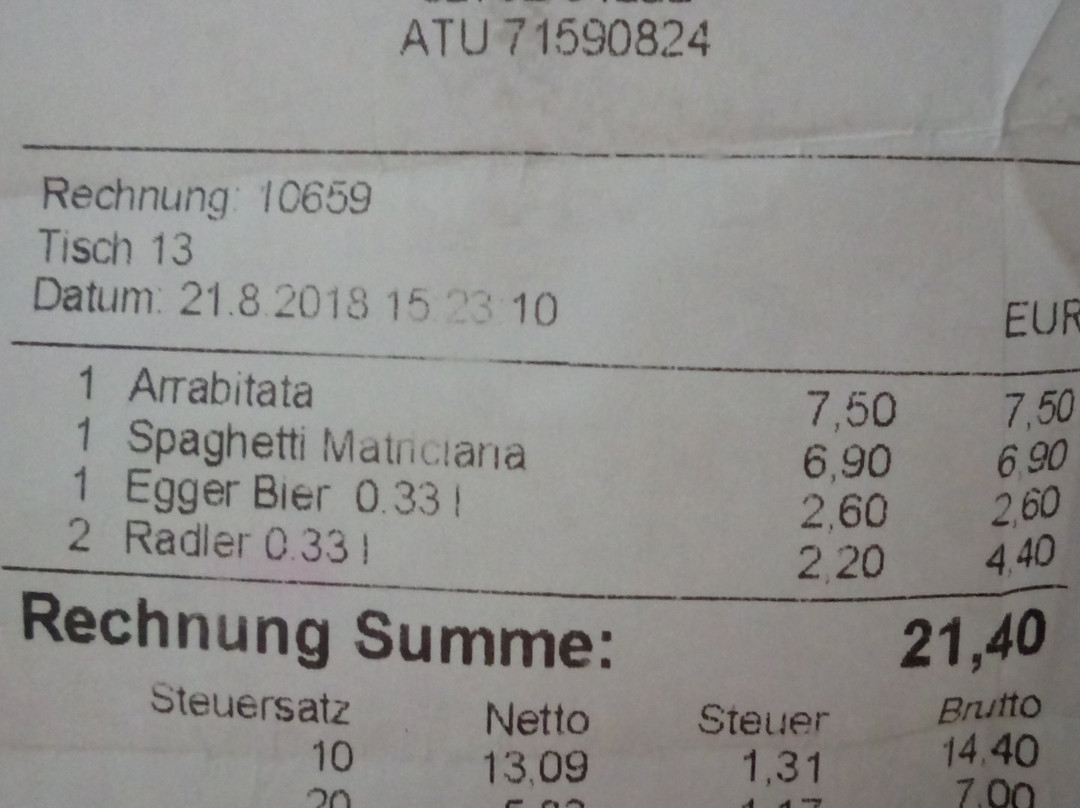 ATU 71590824
Rechnung: 10659
Tisch 13
Datum: 21.8.2018 15:23:10
EUR
1 Arrabitata 7,50 7,50
1 Spaghetti Matriciana 6,90 6,90
1 Egger Bier 0.33 l 2,60 2,60
2 Radler 0.33 l 2,20 4,40
Rechnung Summe: 21,40
Steuersatz Netto Steuer Brutto
10 13,09 1,31 14,40
20 7,00